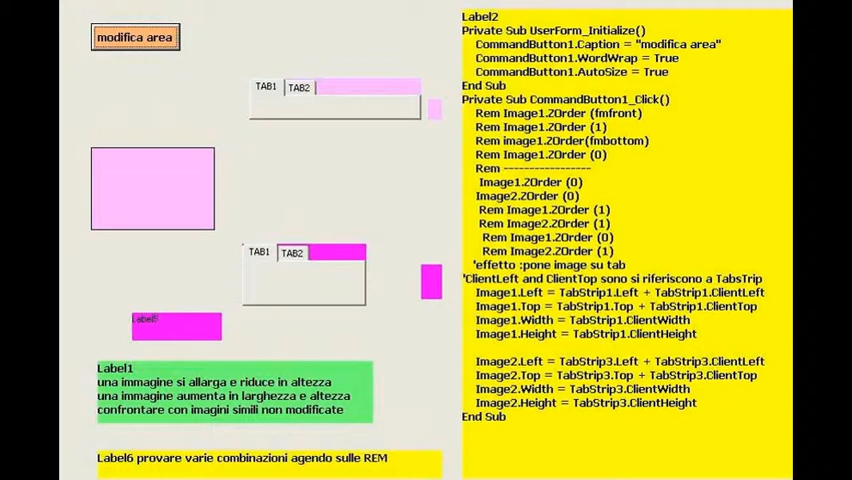 modifica area
TAB1 TAB2
TAB1 TAB2
Label5
Label1
una immagine si allarga e riduce in altezza
una immagine aumenta in larghezza e altezza
confrontare con imagini simili non modificate
Label6 provare varie combinazioni agendo sulle REM
Label2
Private Sub UserForm_Initialize()
CommandButton1.Caption = "modifica area"
CommandButton1.WordWrap = True
CommandButton1.AutoSize = True
End Sub
Private Sub CommandButton1_Click()
Rem Image1.ZOrder (fmfront)
Rem Image1.ZOrder (1)
Rem image1.ZOrder(fmbottom)
Rem Image1.ZOrder (0)
Rem -----------------
Image1.ZOrder (0)
Image2.ZOrder (0)
Rem Image1.ZOrder (1)
Rem Image2.ZOrder (1)
Rem Image1.ZOrder (0)
Rem Image2.ZOrder (1)
'effetto :pone image su tab
'ClientLeft and ClientTop sono si riferiscono a TabsTrip
Image1.Left = TabStrip1.Left + TabStrip1.ClientLeft
Image1.Top = TabStrip1.Top + TabStrip1.ClientTop
Image1.Width = TabStrip1.ClientWidth
Image1.Height = TabStrip1.ClientHeight
Image2.Left = TabStrip3.Left + TabStrip3.ClientLeft
Image2.Top = TabStrip3.Top + TabStrip3.ClientTop
Image2.Width = TabStrip3.ClientWidth
Image2.Height = TabStrip3.ClientHeight
End Sub